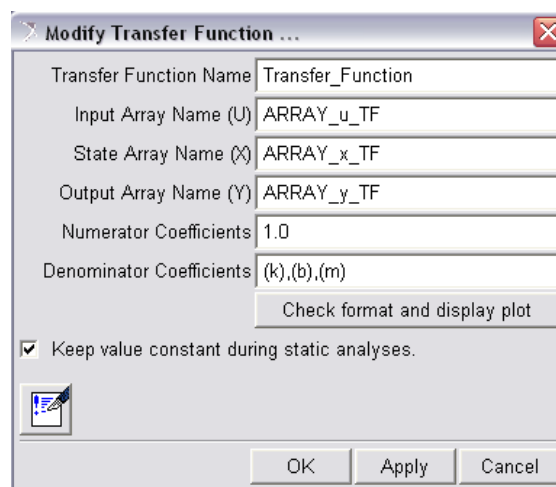 Modify Transfer Function ...
Transfer Function Name Transfer_Function
Input Array Name (U) ARRAY_u_TF
State Array Name (X) ARRAY_x_TF
Output Array Name (Y) ARRAY_y_TF
Numerator Coefficients 1.0
Denominator Coefficients (k),(b),(m)
Check format and display plot
Keep value constant during static analyses.
OK Apply Cancel